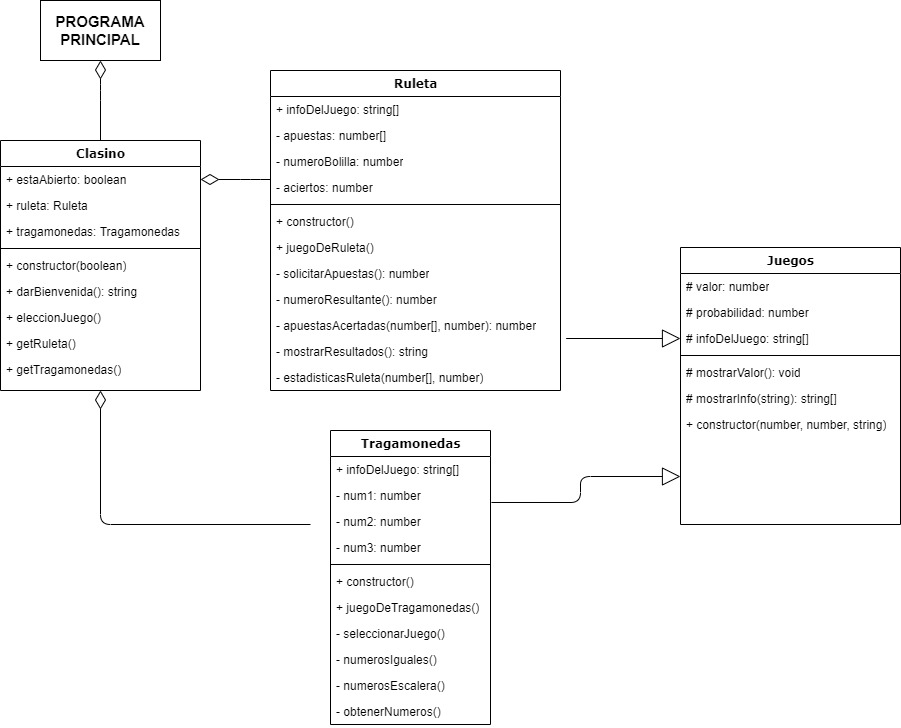 PROGRAMA
PRINCIPAL
Clasino
+ estaAbierto: boolean
+ ruleta: Ruleta
+ tragamonedas: Tragamonedas
+ constructor(boolean)
+ darBienvenida(): string
+ eleccionJuego()
+ getRuleta()
+ getTragamonedas()
Ruleta
+ infoDelJuego: string[]
- apuestas: number[]
- numeroBolilla: number
- aciertos: number
+ constructor()
+ juegoDeRuleta()
- solicitarApuestas(): number
- numeroResultante(): number
- apuestasAcertadas(number[], number): number
- mostrarResultados(): string
- estadisticasRuleta(number[], number)
Juegos
# valor: number
# probabilidad: number
# infoDelJuego: string[]
# mostrarValor(): void
# mostrarInfo(string): string[]
+ constructor(number, number, string)
Tragamonedas
+ infoDelJuego: string[]
- num1: number
- num2: number
- num3: number
+ constructor()
+ juegoDeTragamonedas()
- seleccionarJuego()
- numerosIguales()
- numerosEscalera()
- obtenerNumeros()